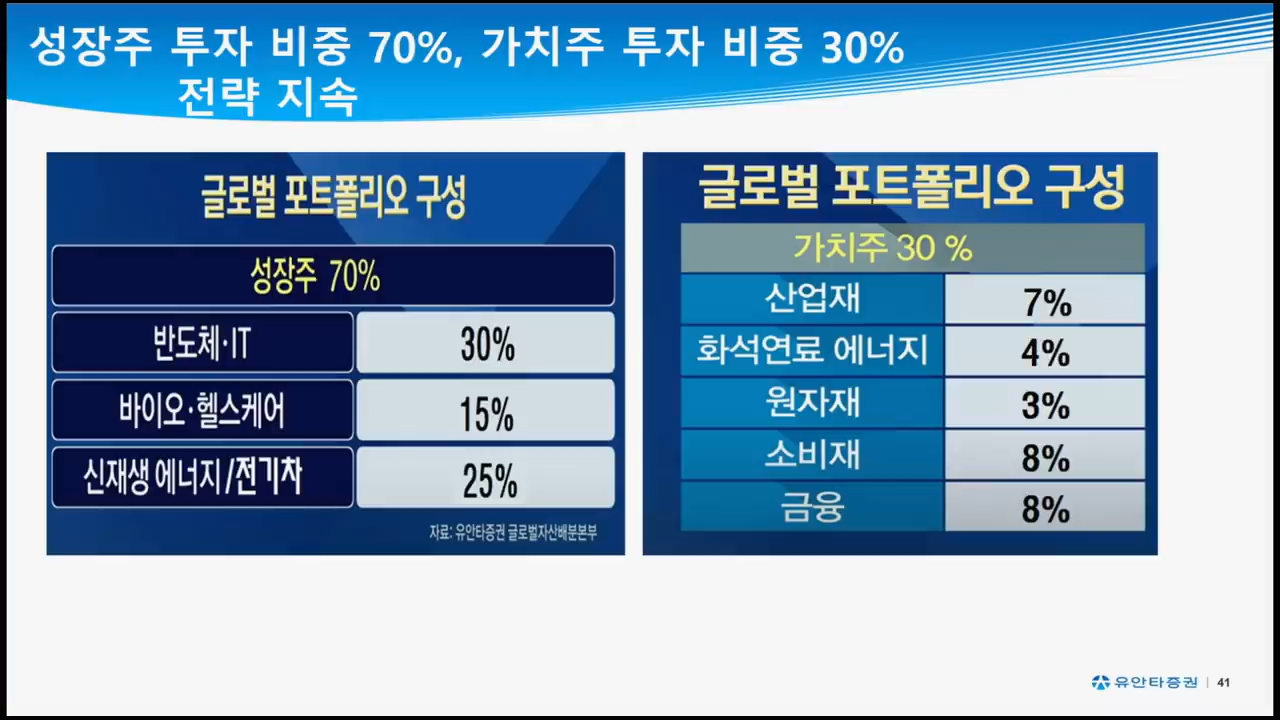 성장주 투자 비중 70%, 가치주 투자 비중 30%
전략 지속
글로벌 포트폴리오 구성
성장주 70%
반도체·IT 30%
바이오·헬스케어 15%
신재생 에너지/전기차 25%
자료: 유안타증권 글로벌자산배분본부
글로벌 포트폴리오 구성
가치주 30 %
산업재 7%
화석연료 에너지 4%
원자재 3%
소비재 8%
금융 8%
유안타증권 | 41